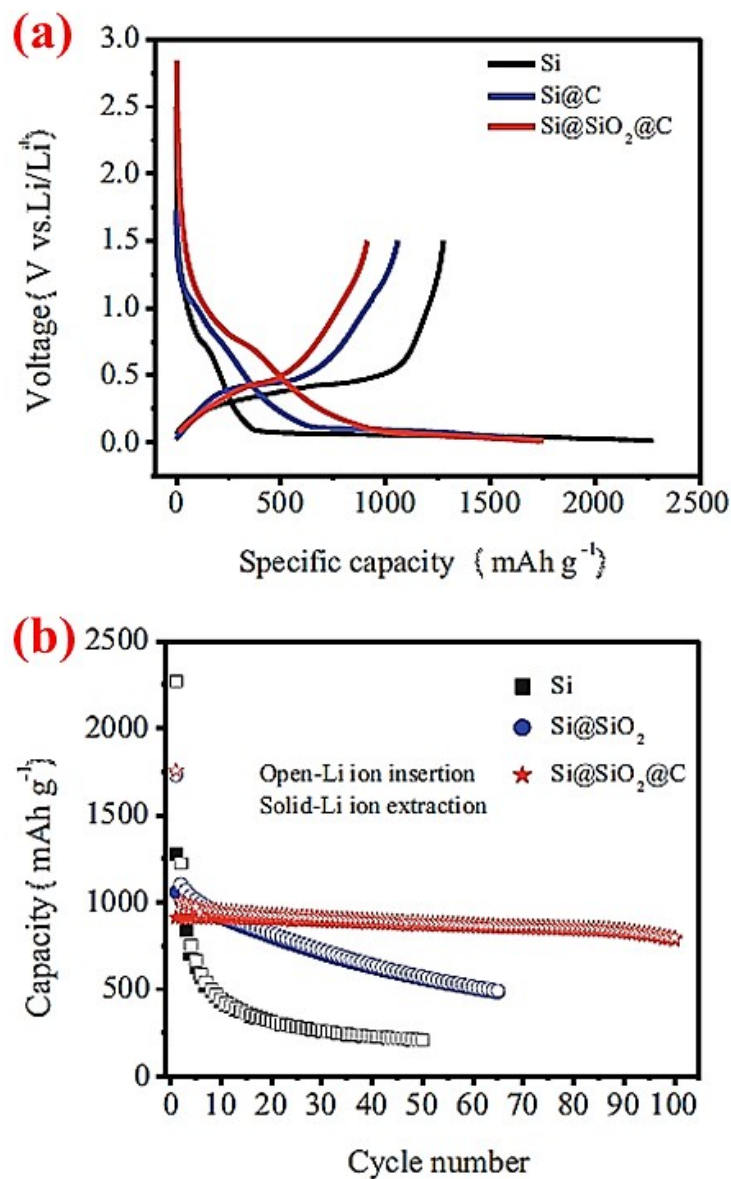 (a)
3.0
2.5
2.0
1.5
1.0
0.5
0.0
Voltage{ V vs.Li/Li
Si
Si@C
Si@SiO₂@C
0 500 1000 1500 2000 2500
Specific capacity { mAh g⁻¹}
(b)
2500
2000
1750
1500
1000
500
0
Capacity{ mAh g⁻¹}
Si
Si@SiO₂
Si@SiO₂@C
Open-Li ion insertion
Solid-Li ion extraction
0 10 20 30 40 50 60 70 80 90 100
Cycle number